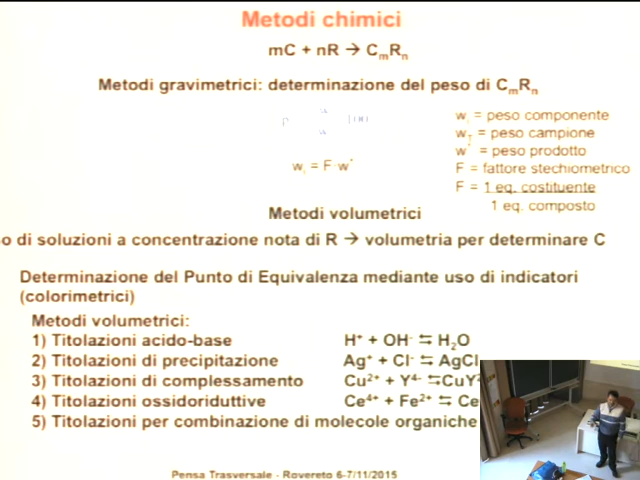 Metodi chimici
mC + nR → CmRn
Metodi gravimetrici: determinazione del peso di CmRn
wi = peso componente
wT = peso campione
w* = peso prodotto
wi = F·w*
F = fattore stechiometrico
F = 1 eq. costituente
1 eq. composto
Metodi volumetrici
o di soluzioni a concentrazione nota di R → volumetria per determinare C
Determinazione del Punto di Equivalenza mediante uso di indicatori
(colorimetrici)
Metodi volumetrici:
1) Titolazioni acido-base H⁺ + OH⁻ ⇆ H₂O
2) Titolazioni di precipitazione Ag⁺ + Cl⁻ ⇆ AgCl
3) Titolazioni di complessamento Cu²⁺ + Y⁴⁻ ⇆CuY²
4) Titolazioni ossidoriduttive Ce⁴⁺ + Fe²⁺ ⇆ Ce
5) Titolazioni per combinazione di molecole organiche
Pensa Trasversale - Rovereto 6-7/11/2015